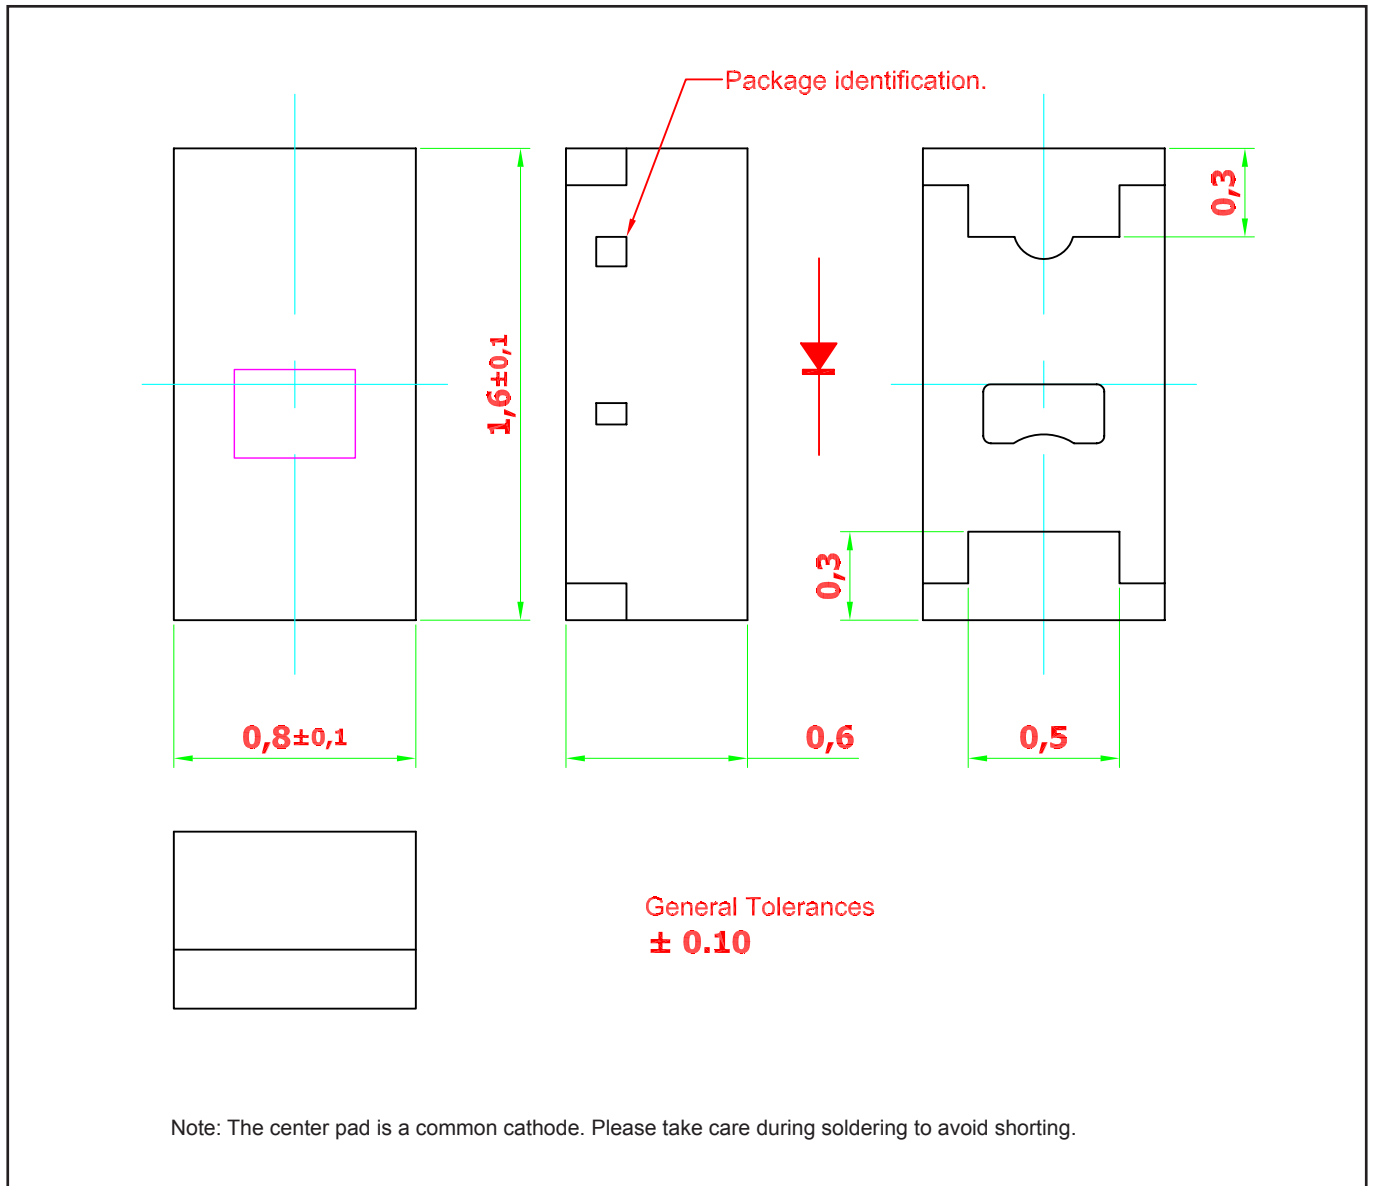 Package identification.
0,3
1,6±0,1
0,3
0,8±0,1
0,6
0,5
General Tolerances
± 0.10
Note: The center pad is a common cathode. Please take care during soldering to avoid shorting.